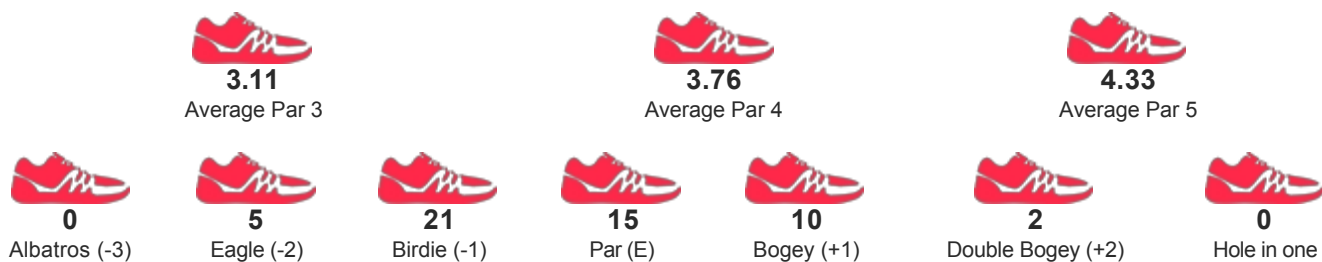 3.11 3.76 4.33
Average Par 3 Average Par 4 Average Par 5
0 5 21 15 10 2 0
Albatros (-3) Eagle (-2) Birdie (-1) Par (E) Bogey (+1) Double Bogey (+2) Hole in one